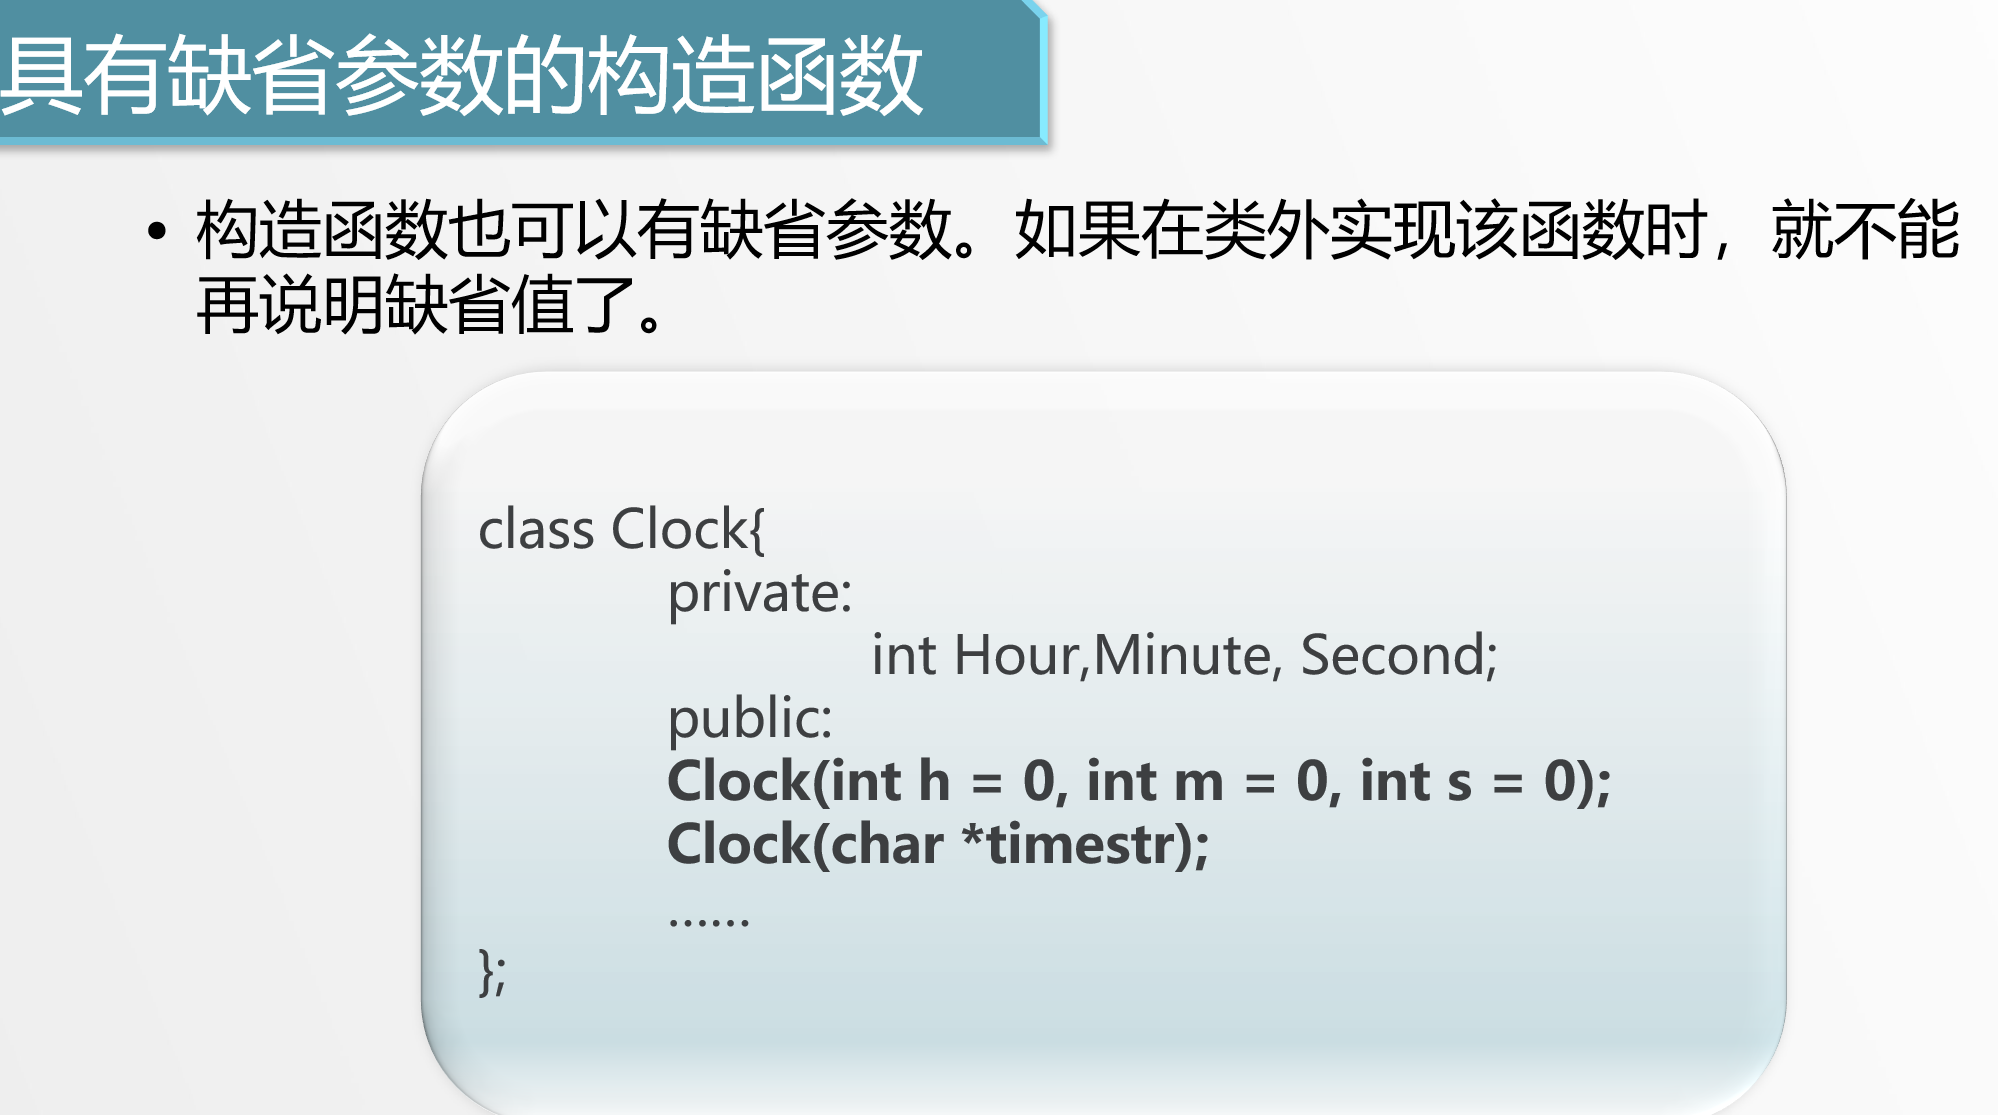 具有缺省参数的构造函数
• 构造函数也可以有缺省参数。如果在类外实现该函数时，就不能
再说明缺省值了。
class Clock{
private:
int Hour,Minute, Second;
public:
Clock(int h = 0, int m = 0, int s = 0);
Clock(char *timestr);
……
};